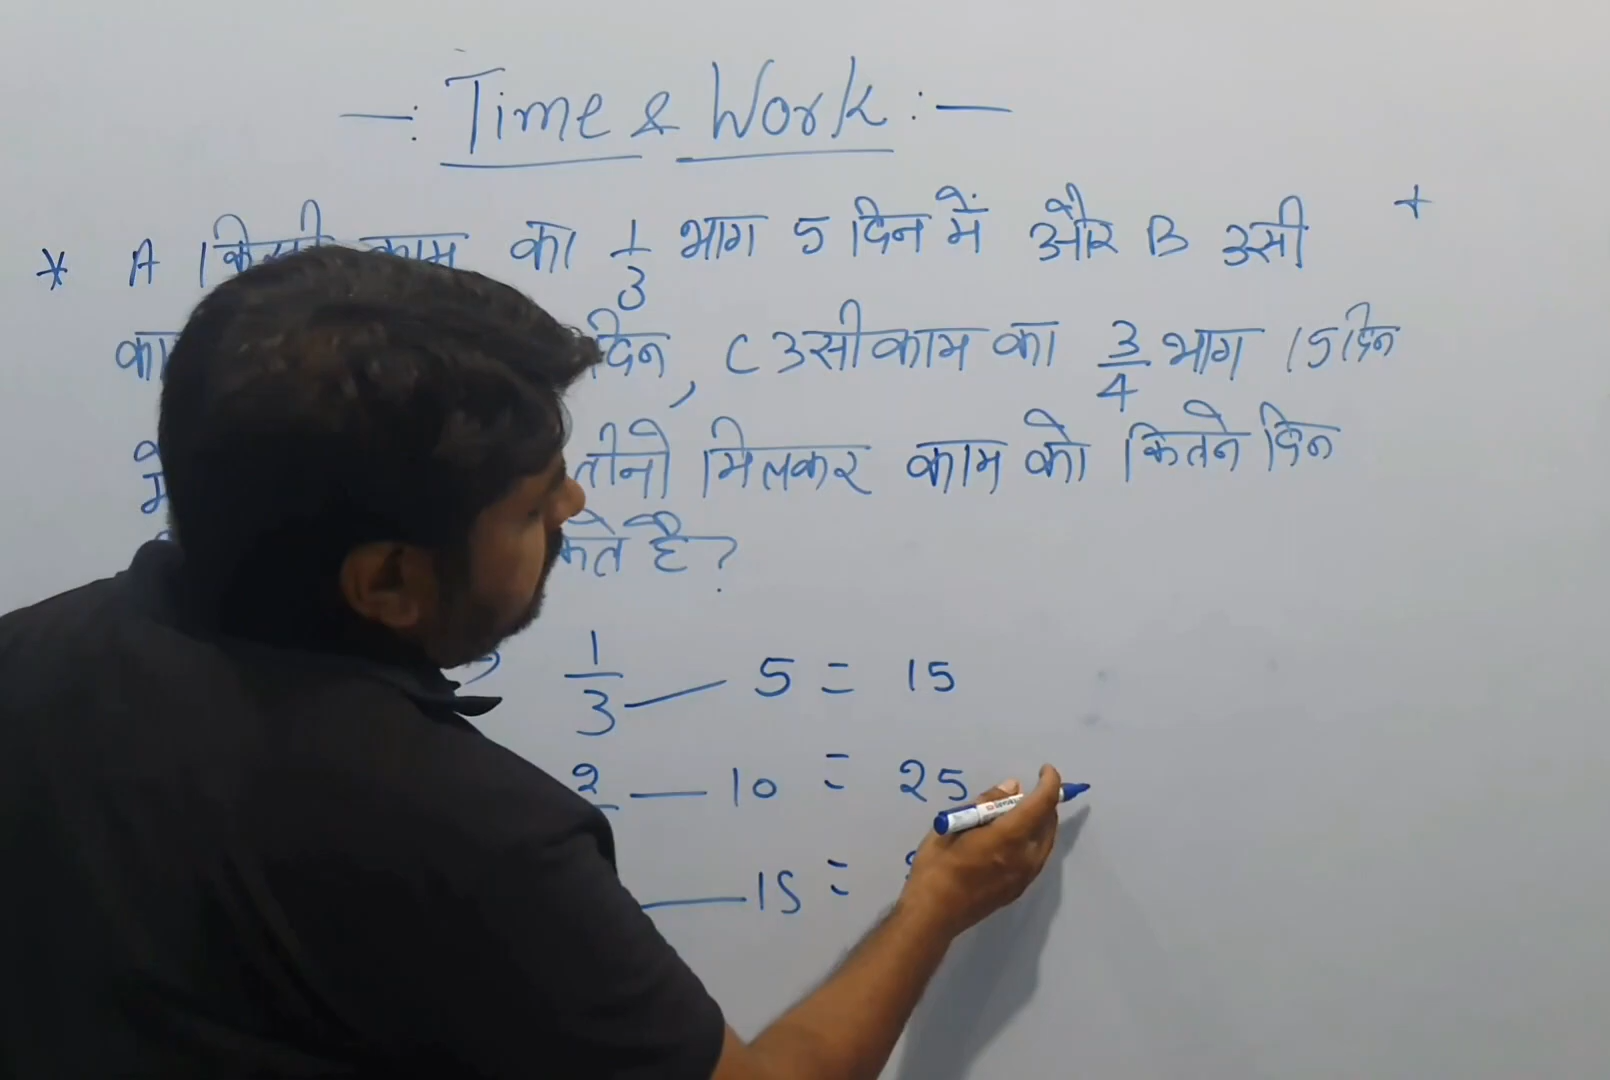 —: Time & Work :—
* A किसी काम का 1/3 भाग 5 दिन में और B उसी +
का दिन, C उसी काम का 3/4 भाग 15 दिन
में तीनो मिलकर काम को कितने दिन
है?
1/3 — 5 = 15
2 — 10 = 25
— 15 =